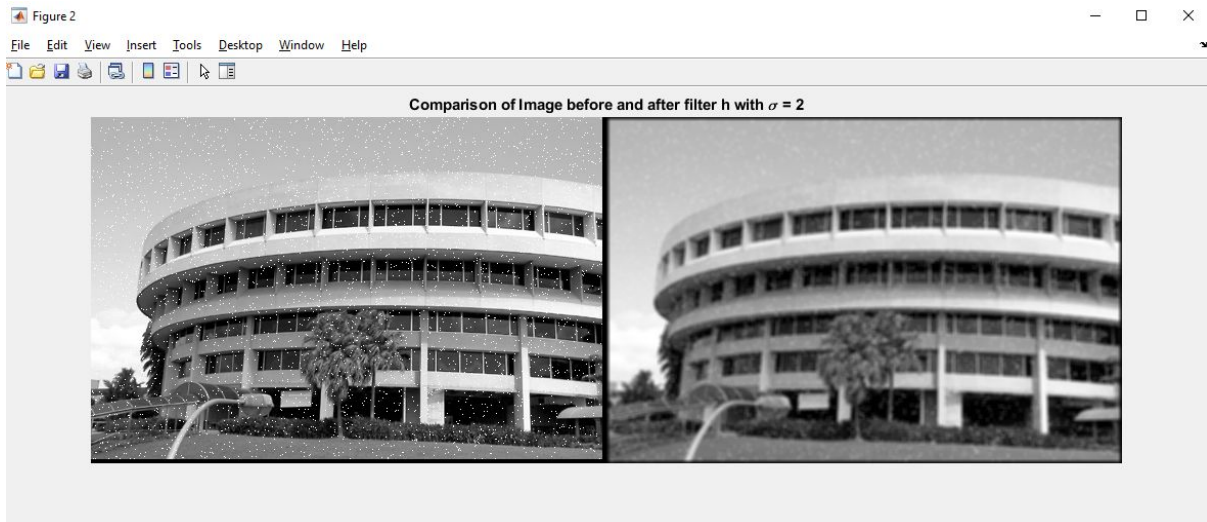 Figure 2
File Edit View Insert Tools Desktop Window Help
Comparison of Image before and after filter h with σ = 2